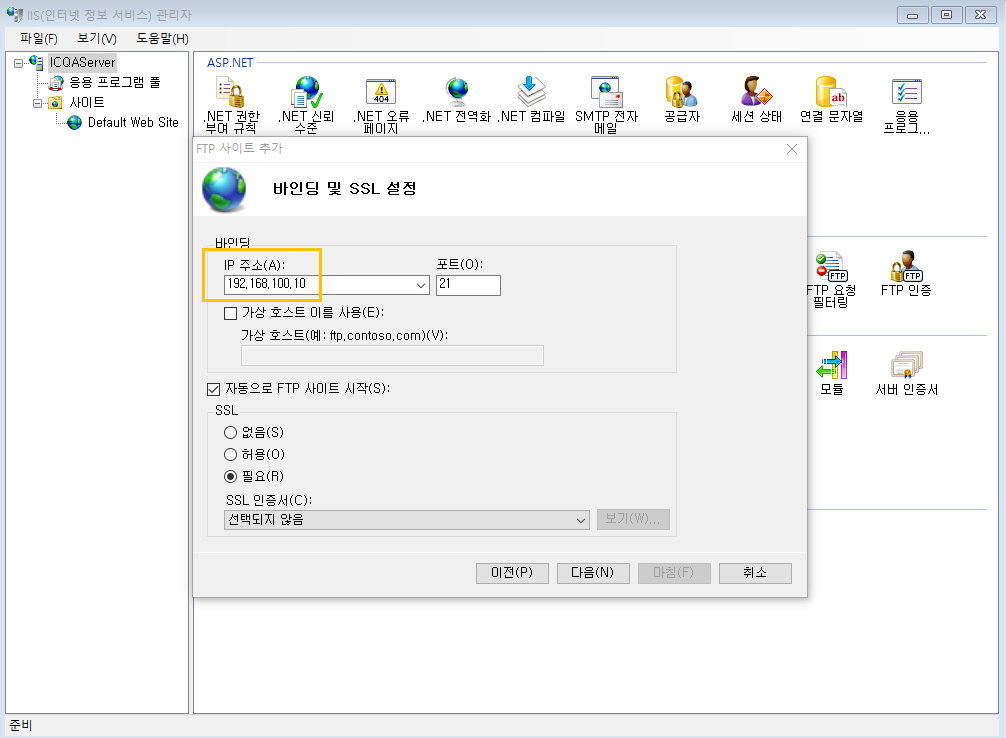 IIS(인터넷 정보 서비스) 관리자
파일(F) 보기(V) 도움말(H)
ICQAServer
응용 프로그램 풀
사이트
Default Web Site
ASP.NET
.NET 권한
부여 규칙
.NET 신뢰
수준
404
.NET 오류
페이지
.NET 전역화
.NET 컴파일
SMTP 전자
메일
공급자
세션 상태
ab
연결 문자열
응용
프로그...
FTP 사이트 추가
바인딩 및 SSL 설정
바인딩
IP 주소(A):
포트(O):
192.168.100.10
21
가상 호스트 이름 사용(E):
가상 호스트(예: ftp.contoso.com)(V):
자동으로 FTP 사이트 시작(S):
SSL
없음(S)
허용(O)
필요(R)
SSL 인증서(C):
선택되지 않음
보기(W)...
이전(P) 다음(N) 마침(F) 취소
FTP
FTP 요청
필터링
FTP
FTP 인증
모듈
서버 인증서
준비